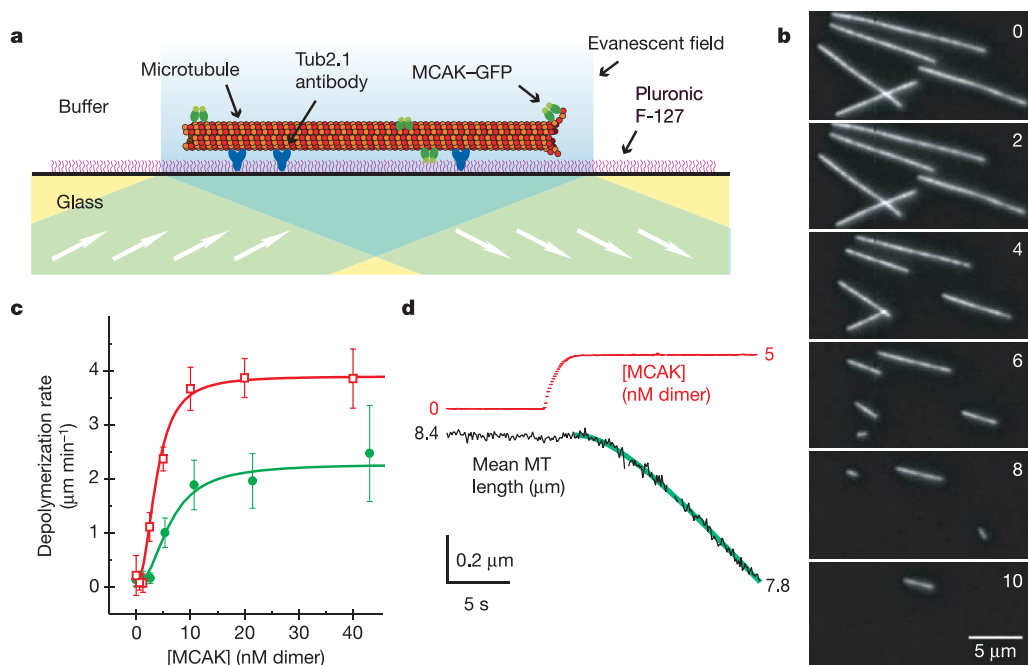 a
Microtubule
Tub2.1
antibody
MCAK–GFP
Evanescent field
Buffer
Pluronic
F-127
Glass
b
0
2
4
6
8
10
5 μm
c
Depolymerization rate
(μm min⁻¹)
4
3
2
1
0
0 10 20 30 40
[MCAK] (nM dimer)
d
0
5
[MCAK]
(nM dimer)
8.4
Mean MT
length (μm)
0.2 μm
5 s
7.8